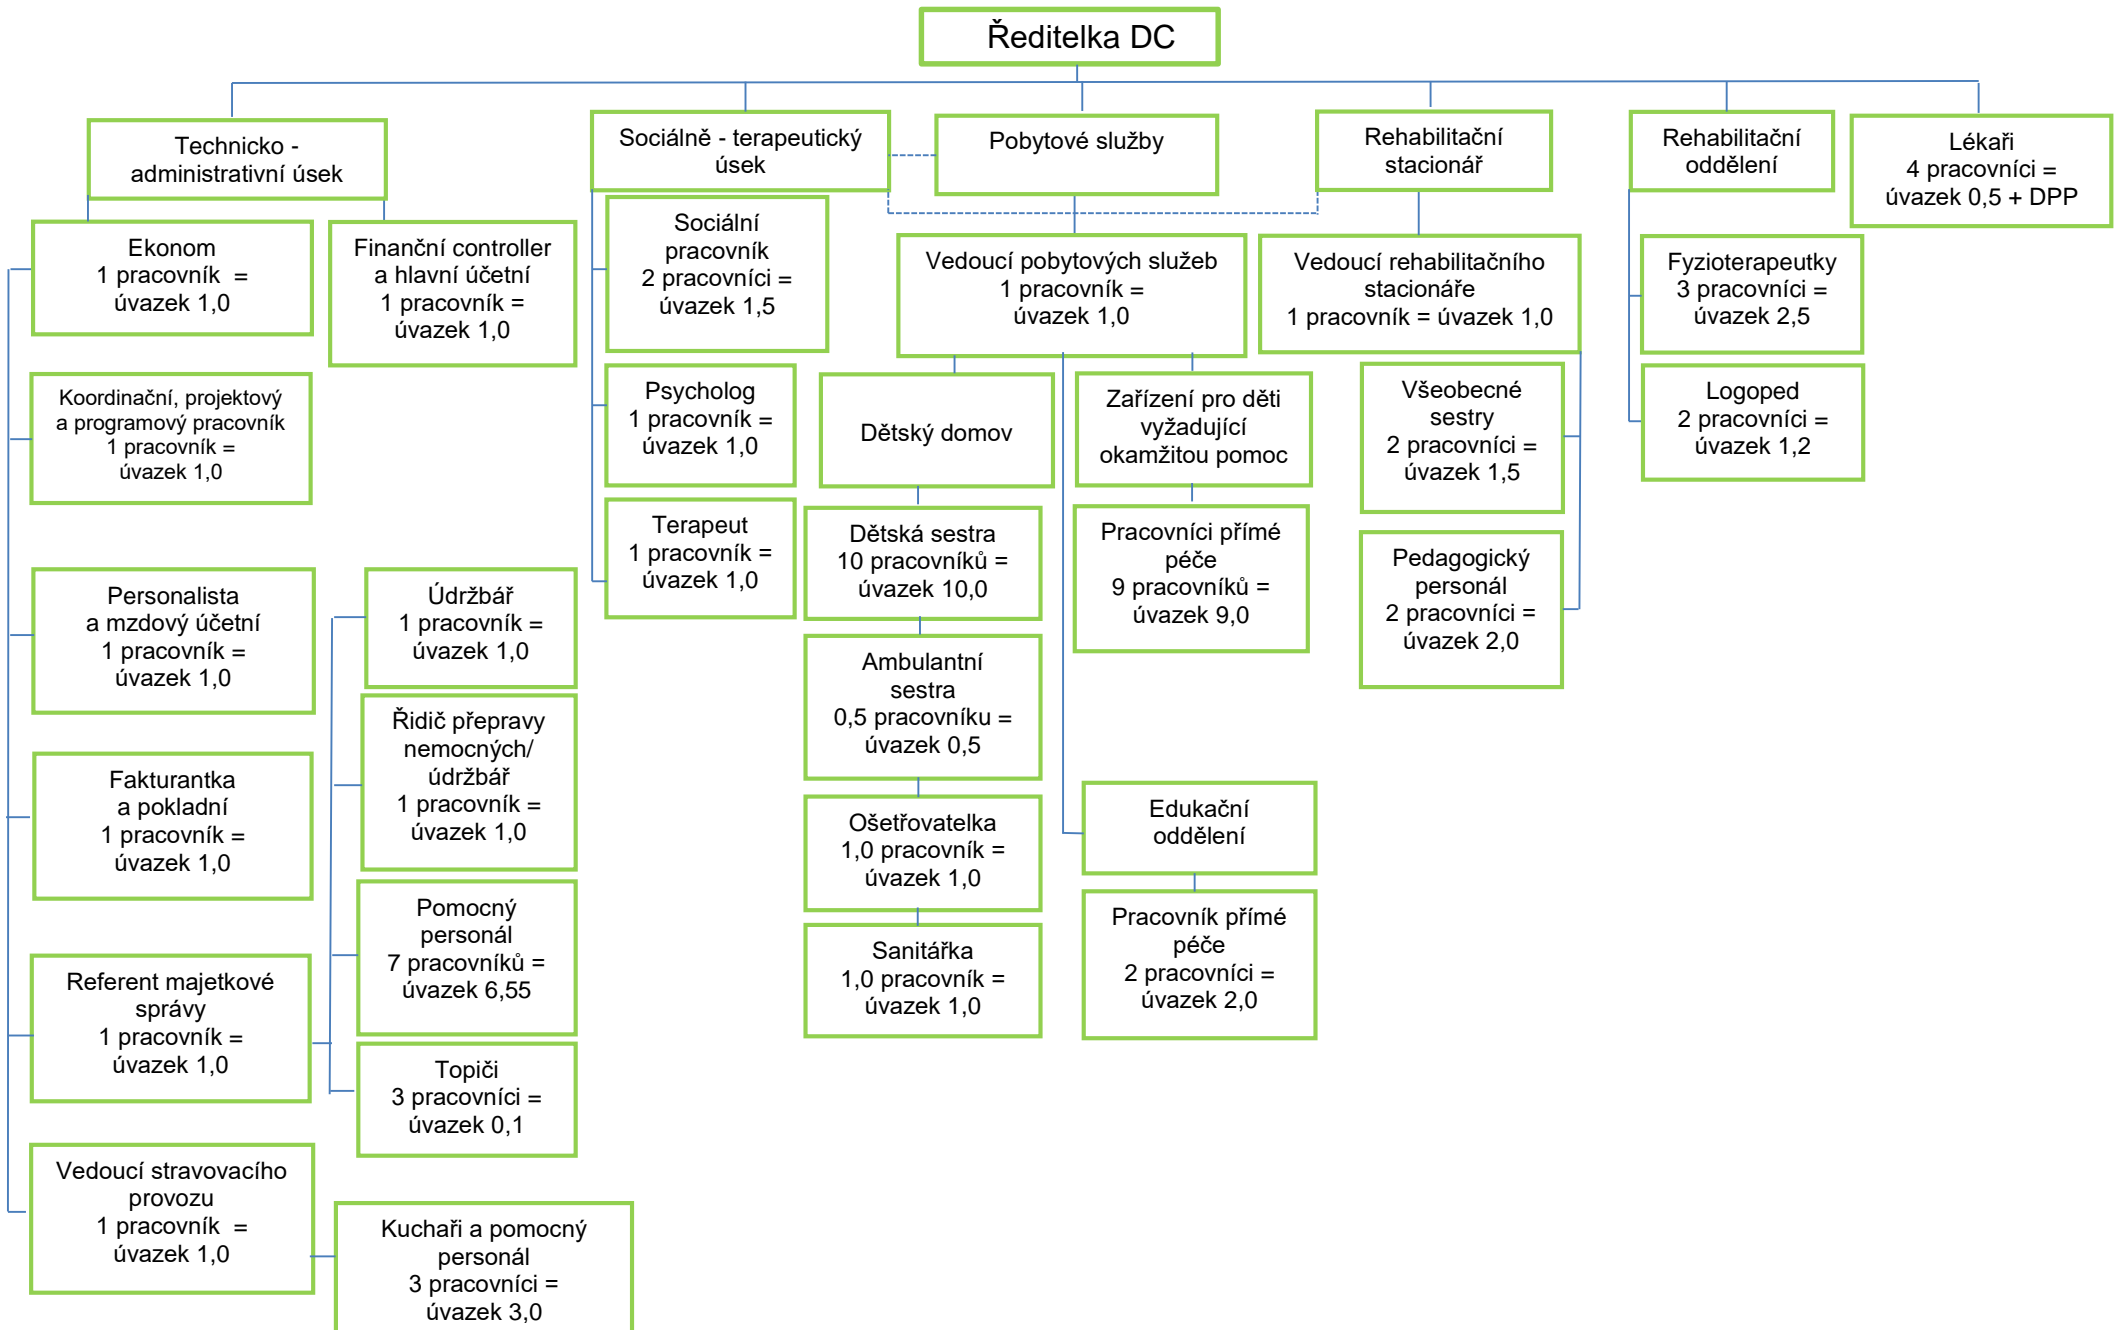 Ředitelka DC
Technicko -
administrativní úsek
Sociálně - terapeutický
úsek
Pobytové služby
Rehabilitační
stacionář
Rehabilitační
oddělení
Lékaři
4 pracovníci =
úvazek 0,5 + DPP
Ekonom
1 pracovník  =
úvazek 1,0
Finanční controller
a hlavní účetní
1 pracovník =
úvazek 1,0
Koordinační, projektový
a programový pracovník
1 pracovník =
úvazek 1,0
Personalista
a mzdový účetní
1 pracovník =
úvazek 1,0
Fakturantka
a pokladní
1 pracovník =
úvazek 1,0
Referent majetkové
správy
1 pracovník =
úvazek 1,0
Vedoucí stravovacího
provozu
1 pracovník  =
úvazek 1,0
Údržbář
1 pracovník =
úvazek 1,0
Řidič přepravy
nemocných/
údržbář
1 pracovník =
úvazek 1,0
Pomocný
personál
7 pracovníků =
úvazek 6,55
Topiči
3 pracovníci =
úvazek 0,1
Kuchaři a pomocný
personál
3 pracovníci =
úvazek 3,0
Sociální
pracovník
2 pracovníci =
úvazek 1,5
Psycholog
1 pracovník =
úvazek 1,0
Terapeut
1 pracovník =
úvazek 1,0
Vedoucí pobytových služeb
1 pracovník =
úvazek 1,0
Dětský domov
Dětská sestra
10 pracovníků =
úvazek 10,0
Ambulantní
sestra
0,5 pracovníku =
úvazek 0,5
Ošetřovatelka
1,0 pracovník =
úvazek 1,0
Sanitářka
1,0 pracovník =
úvazek 1,0
Zařízení pro děti
vyžadující
okamžitou pomoc
Pracovníci přímé
péče
9 pracovníků =
úvazek 9,0
Edukační
oddělení
Pracovník přímé
péče
2 pracovníci =
úvazek 2,0
Vedoucí rehabilitačního
stacionáře
1 pracovník = úvazek 1,0
Všeobecné
sestry
2 pracovníci =
úvazek 1,5
Pedagogický
personál
2 pracovníci =
úvazek 2,0
Fyzioterapeutky
3 pracovníci =
úvazek 2,5
Logoped
2 pracovníci =
úvazek 1,2